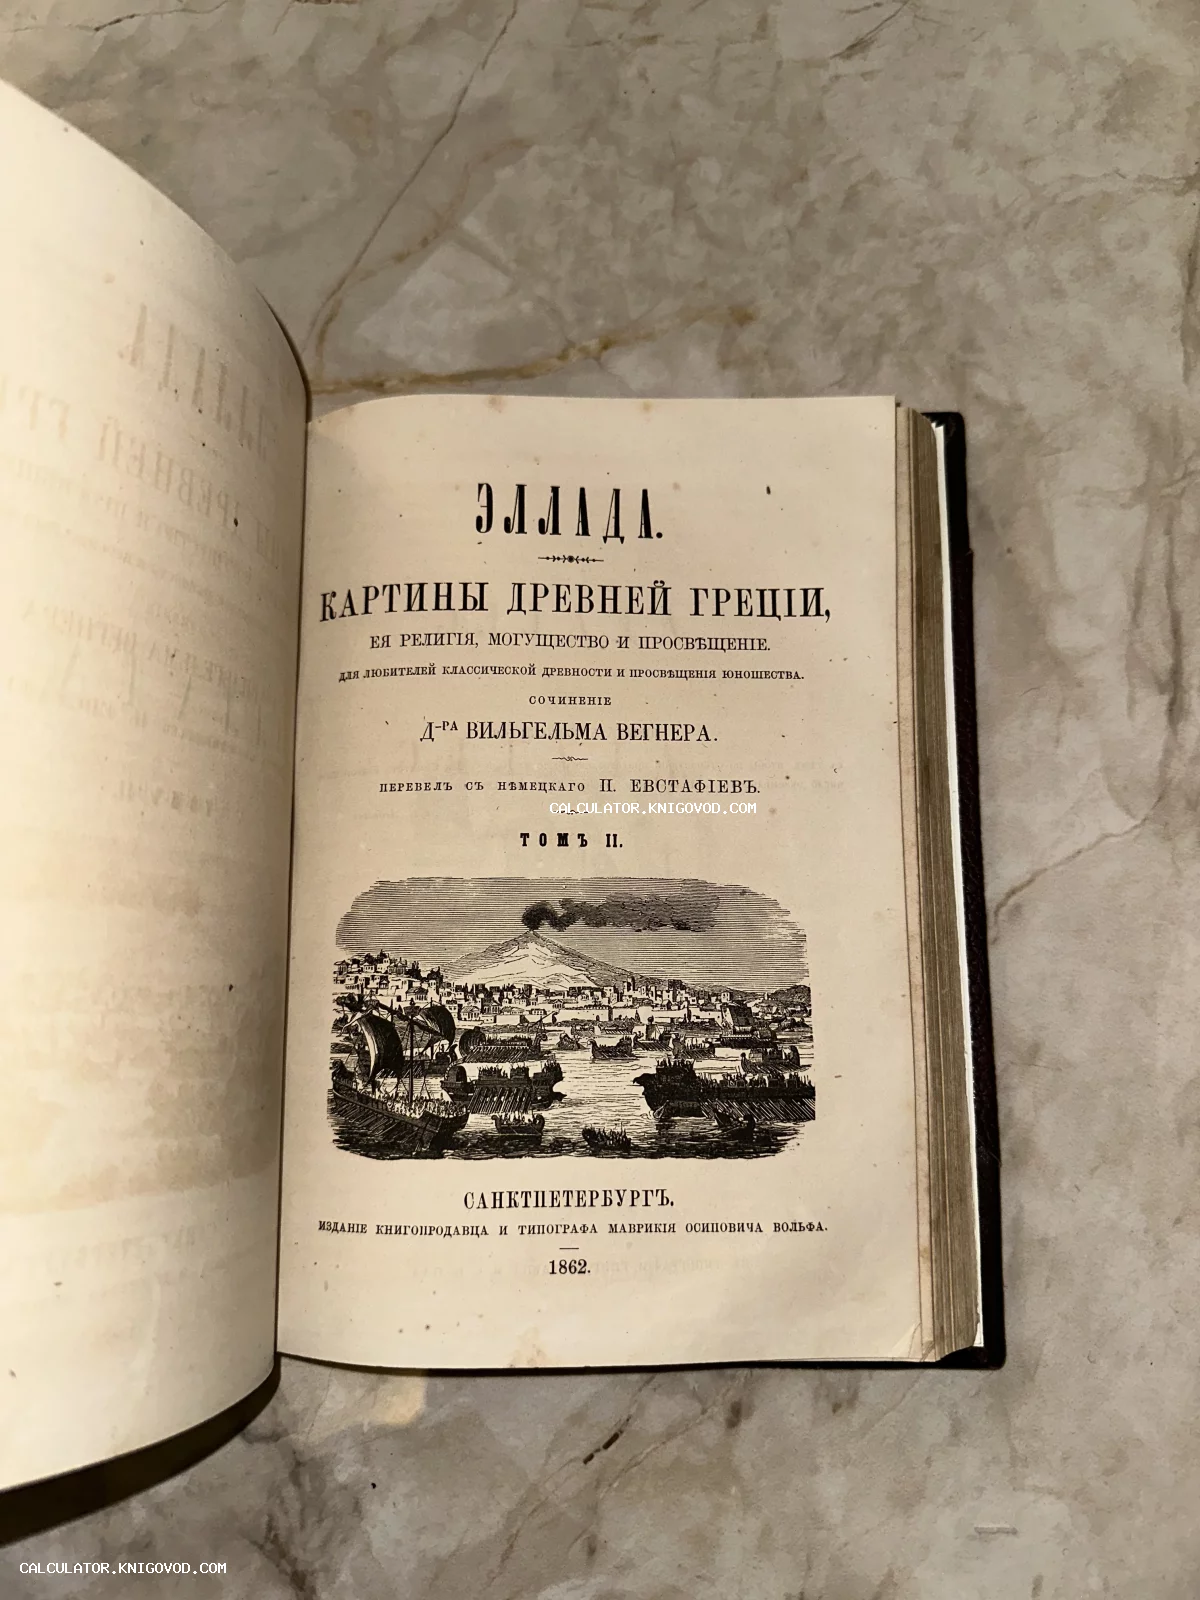 ЭЛЛАДА.
КАРТИНЫ ДРЕВНЕЙ ГРЕЦІИ,
ЕЯ РЕЛИГІЯ, МОГУЩЕСТВО И ПРОСВѢЩЕНІЕ.
ДЛЯ ЛЮБИТЕЛЕЙ КЛАССИЧЕСКОЙ ДРЕВНОСТИ И ПРОСВѢЩЕНІЯ ЮНОШЕСТВА.
СОЧИНЕНІЕ
Д-РА ВИЛЬГЕЛЬМА ВЕГНЕРА.
ПЕРЕВЕЛЪ СЪ НѢМЕЦКАГО П. ЕВСТАФІЕВЪ.
CALCULATOR.KNIGOVOD.COM
ТОМЪ II.
САНКТПЕТЕРБУРГЪ.
ИЗДАНІЕ КНИГОПРОДАВЦА И ТИПОГРАФА МАВРИКІЯ ОСИПОВИЧА ВОЛЬФА.
1862.
CALCULATOR.KNIGOVOD.COM